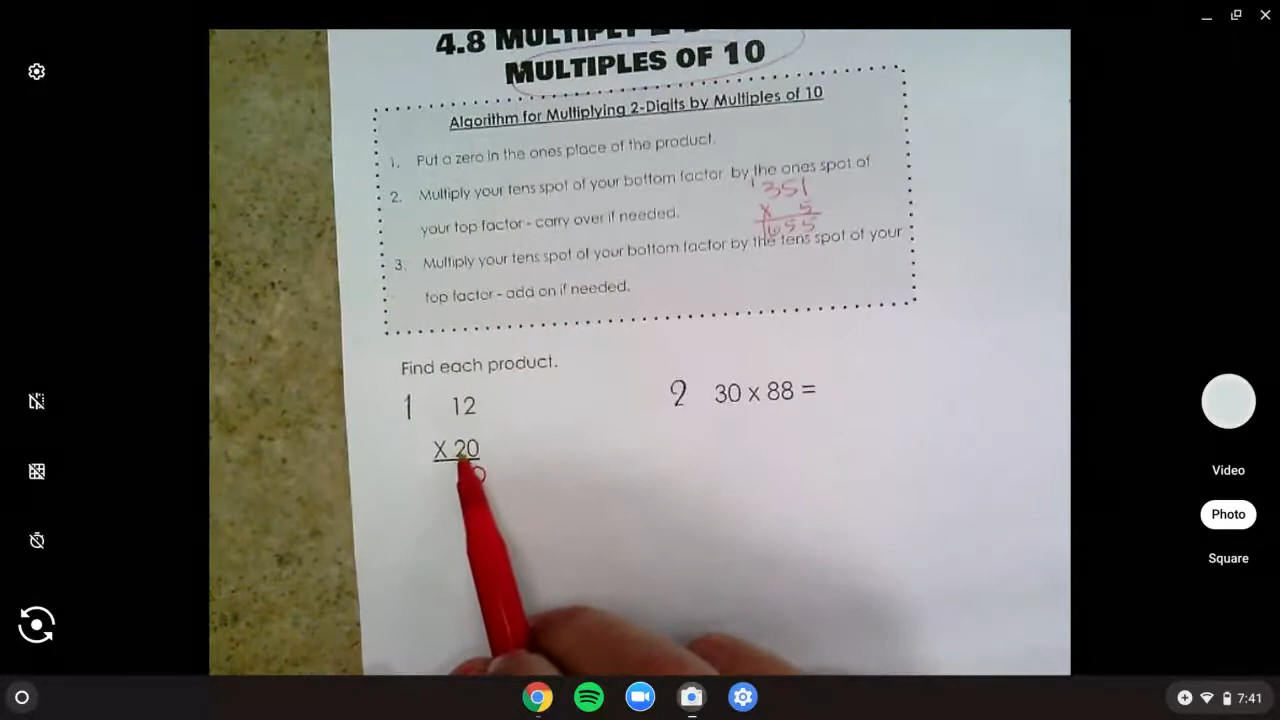 4.8 MULTIPLY
MULTIPLES OF 10
Algorithm for Multiplying 2-Digits by Multiples of 10
1. Put a zero in the ones place of the product.
2. Multiply your tens spot of your bottom factor by the ones spot of
your top factor - carry over if needed.
1
351
x 5
1655
3. Multiply your tens spot of your bottom factor by the tens spot of your
top factor - add on if needed.
Find each product.
1 12
X 20
0
2 30 x 88 =
Video
Photo
Square
7:41